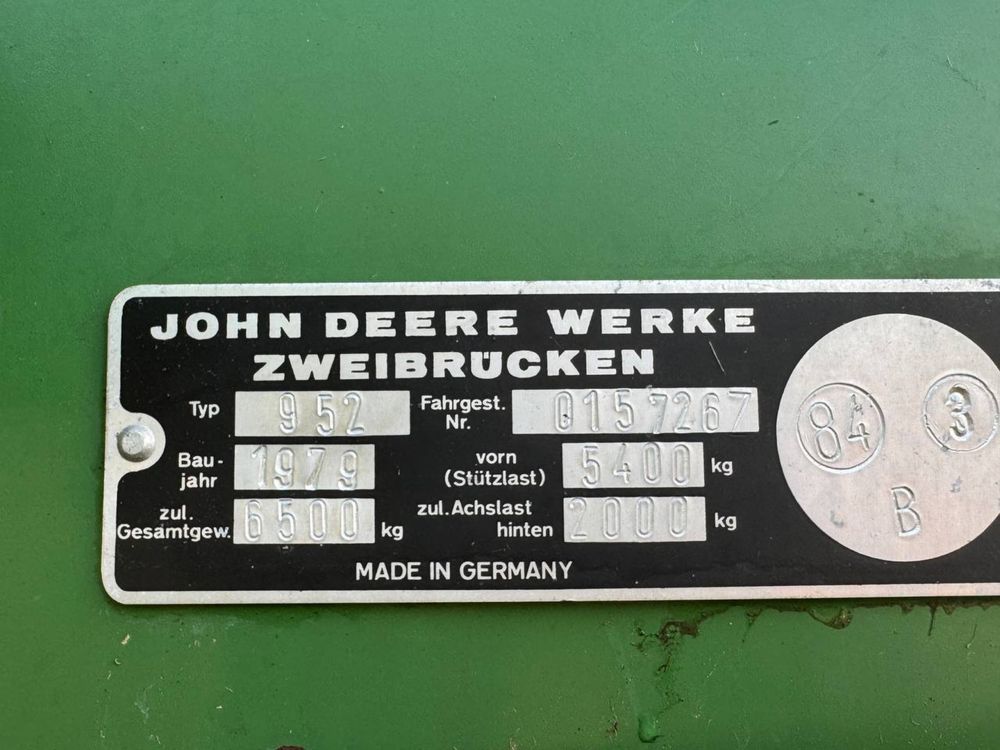 JOHN DEERE WERKE
ZWEIBRÜCKEN
Typ 952 Fahrgest. Nr. 0157267
Bau-jahr 1979 vorn (Stützlast) 5400 kg
zul. Gesamtgew. 6500 kg zul. Achslast hinten 2000 kg
MADE IN GERMANY
84 3
B